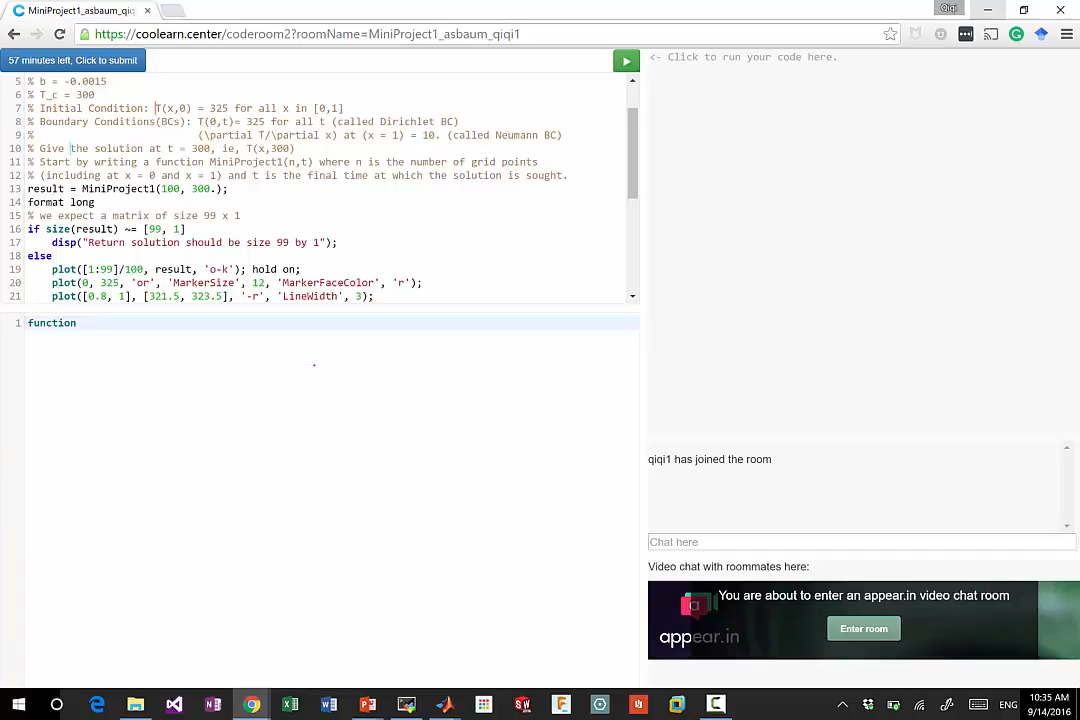 MiniProject1_asbaum_qiq
Qiqi
https://coolearn.center/coderoom2?roomName=MiniProject1_asbaum_qiqi1
57 minutes left, Click to submit
5 % b = -0.0015
6 % T_c = 300
7 % Initial Condition: T(x,0) = 325 for all x in [0,1]
8 % Boundary Conditions(BCs): T(0,t)= 325 for all t (called Dirichlet BC)
9 % (\partial T/\partial x) at (x = 1) = 10. (called Neumann BC)
10 % Give the solution at t = 300, ie, T(x,300)
11 % Start by writing a function MiniProject1(n,t) where n is the number of grid points
12 % (including at x = 0 and x = 1) and t is the final time at which the solution is sought.
13 result = MiniProject1(100, 300.);
14 format long
15 % we expect a matrix of size 99 x 1
16 if size(result) ~= [99, 1]
17 disp("Return solution should be size 99 by 1");
18 else
19 plot([1:99]/100, result, 'o-k'); hold on;
20 plot(0, 325, 'or', 'MarkerSize', 12, 'MarkerFaceColor', 'r');
21 plot([0.8, 1], [321.5, 323.5], '-r', 'LineWidth', 3);
1 function
<- Click to run your code here.
qiqi1 has joined the room
Chat here
Video chat with roommates here:
You are about to enter an appear.in video chat room
Enter room
appear.in
ENG
10:35 AM
9/14/2016